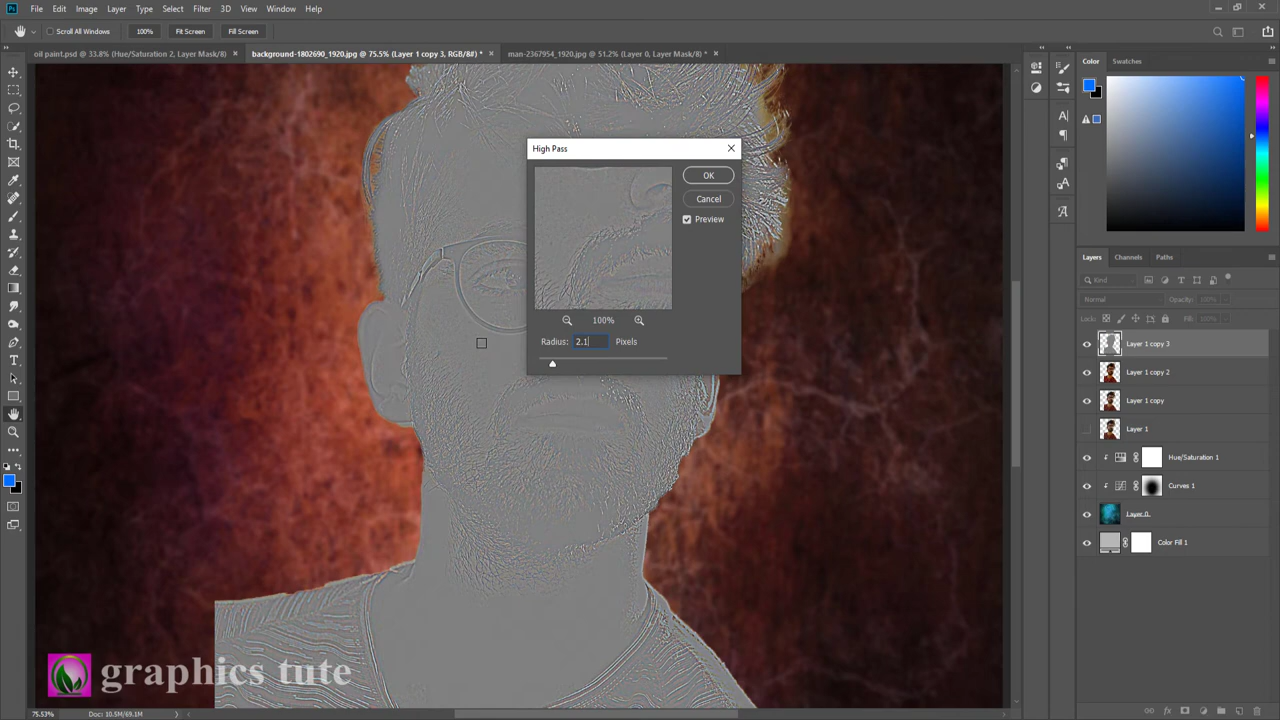 File Edit Image Layer Type Select Filter 3D View Window Help
Scroll All Windows 100% Fit Screen Fill Screen
oil paint.psd @ 33.8% (Hue/Saturation 2, Layer Mask/8) × background-1802690_1920.jpg @ 75.5% (Layer 1 copy 3, RGB/8#) * × man-2367954_1920.jpg @ 51.2% (Layer 0, Layer Mask/8) * ×
Color Swatches
High Pass
OK
Cancel
Preview
100%
Radius: 2.1 Pixels
Layers Channels Paths
Kind
Normal Opacity: 100%
Lock: Fill: 100%
Layer 1 copy 3
Layer 1 copy 2
Layer 1 copy
Layer 1
Hue/Saturation 1
Curves 1
Layer 0
Color Fill 1
graphics tute
75.53% Doc: 10.5M/69.1M